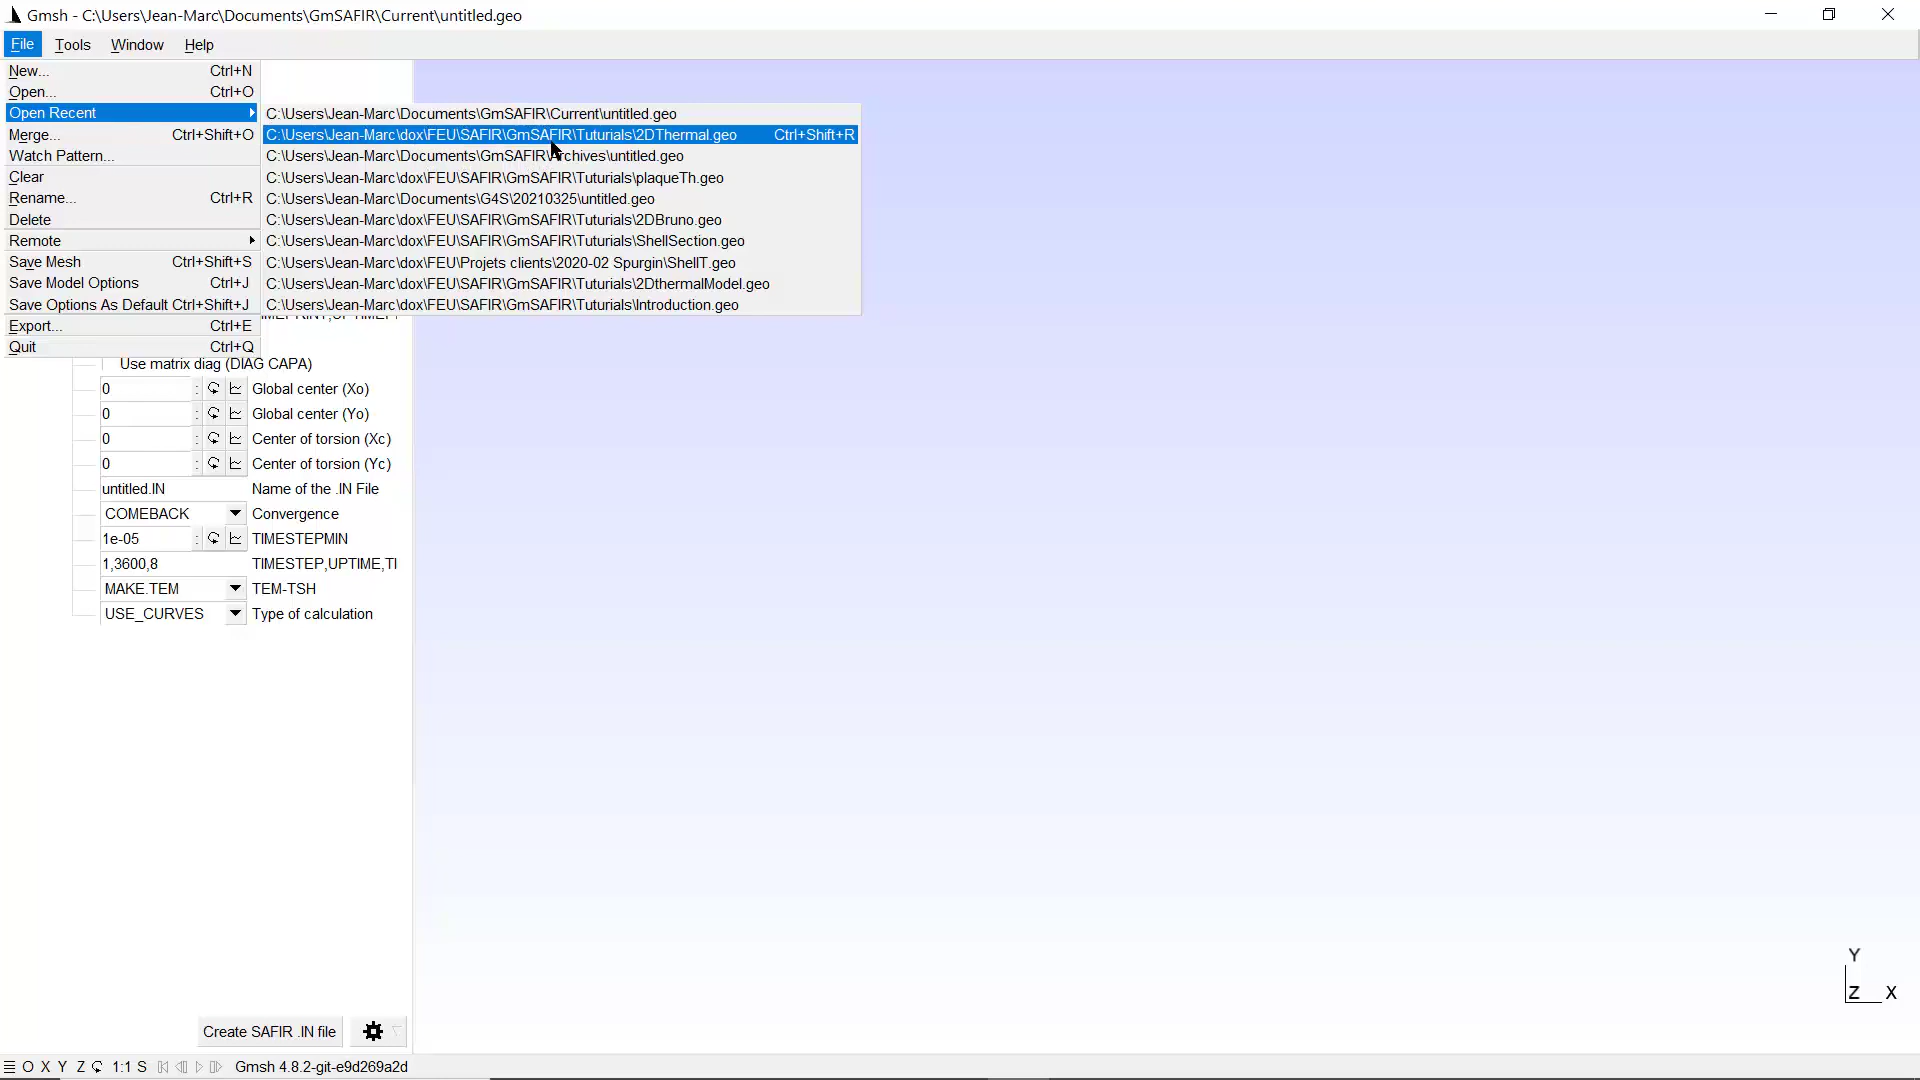 Gmsh - C:\Users\Jean-Marc\Documents\GmSAFIR\Current\untitled.geo
File Tools Window Help
New... Ctrl+N
Open... Ctrl+O
Open Recent
Merge... Ctrl+Shift+O
Watch Pattern...
Clear
Rename... Ctrl+R
Delete
Remote
Save Mesh Ctrl+Shift+S
Save Model Options Ctrl+J
Save Options As Default Ctrl+Shift+J
Export... Ctrl+E
Quit Ctrl+Q
C:\Users\Jean-Marc\Documents\GmSAFIR\Current\untitled.geo
C:\Users\Jean-Marc\dox\FEU\SAFIR\GmSAFIR\Tuturials\2DThermal.geo Ctrl+Shift+R
C:\Users\Jean-Marc\Documents\GmSAFIR\Archives\untitled.geo
C:\Users\Jean-Marc\dox\FEU\SAFIR\GmSAFIR\Tuturials\plaqueTh.geo
C:\Users\Jean-Marc\Documents\G4S\20210325\untitled.geo
C:\Users\Jean-Marc\dox\FEU\SAFIR\GmSAFIR\Tuturials\2DBruno.geo
C:\Users\Jean-Marc\dox\FEU\SAFIR\GmSAFIR\Tuturials\ShellSection.geo
C:\Users\Jean-Marc\dox\FEU\Projets clients\2020-02 Spurgin\ShellT.geo
C:\Users\Jean-Marc\dox\FEU\SAFIR\GmSAFIR\Tuturials\2DthermalModel.geo
C:\Users\Jean-Marc\dox\FEU\SAFIR\GmSAFIR\Tuturials\Introduction.geo
Use matrix diag (DIAG CAPA)
0 : Global center (Xo)
0 : Global center (Yo)
0 : Center of torsion (Xc)
0 : Center of torsion (Yc)
untitled.IN Name of the .IN File
COMEBACK Convergence
1e-05 : TIMESTEPMIN
1,3600,8 TIMESTEP,UPTIME,TI
MAKE.TEM TEM-TSH
USE_CURVES Type of calculation
Y
Z X
Create SAFIR .IN file
O X Y Z 1:1 S Gmsh 4.8.2-git-e9d269a2d